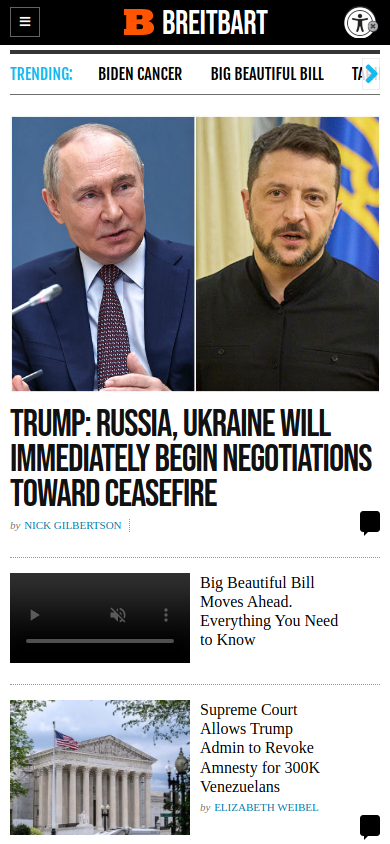 BREITBART
TRENDING:
BIDEN CANCER
BIG BEAUTIFUL BILL
TRUMP: RUSSIA, UKRAINE WILL
IMMEDIATELY BEGIN NEGOTIATIONS
TOWARD CEASEFIRE
by NICK GILBERTSON
Big Beautiful Bill
Moves Ahead.
Everything You Need
to Know
Supreme Court
Allows Trump
Admin to Revoke
Amnesty for 300K
Venezuelans
by ELIZABETH WEIBEL